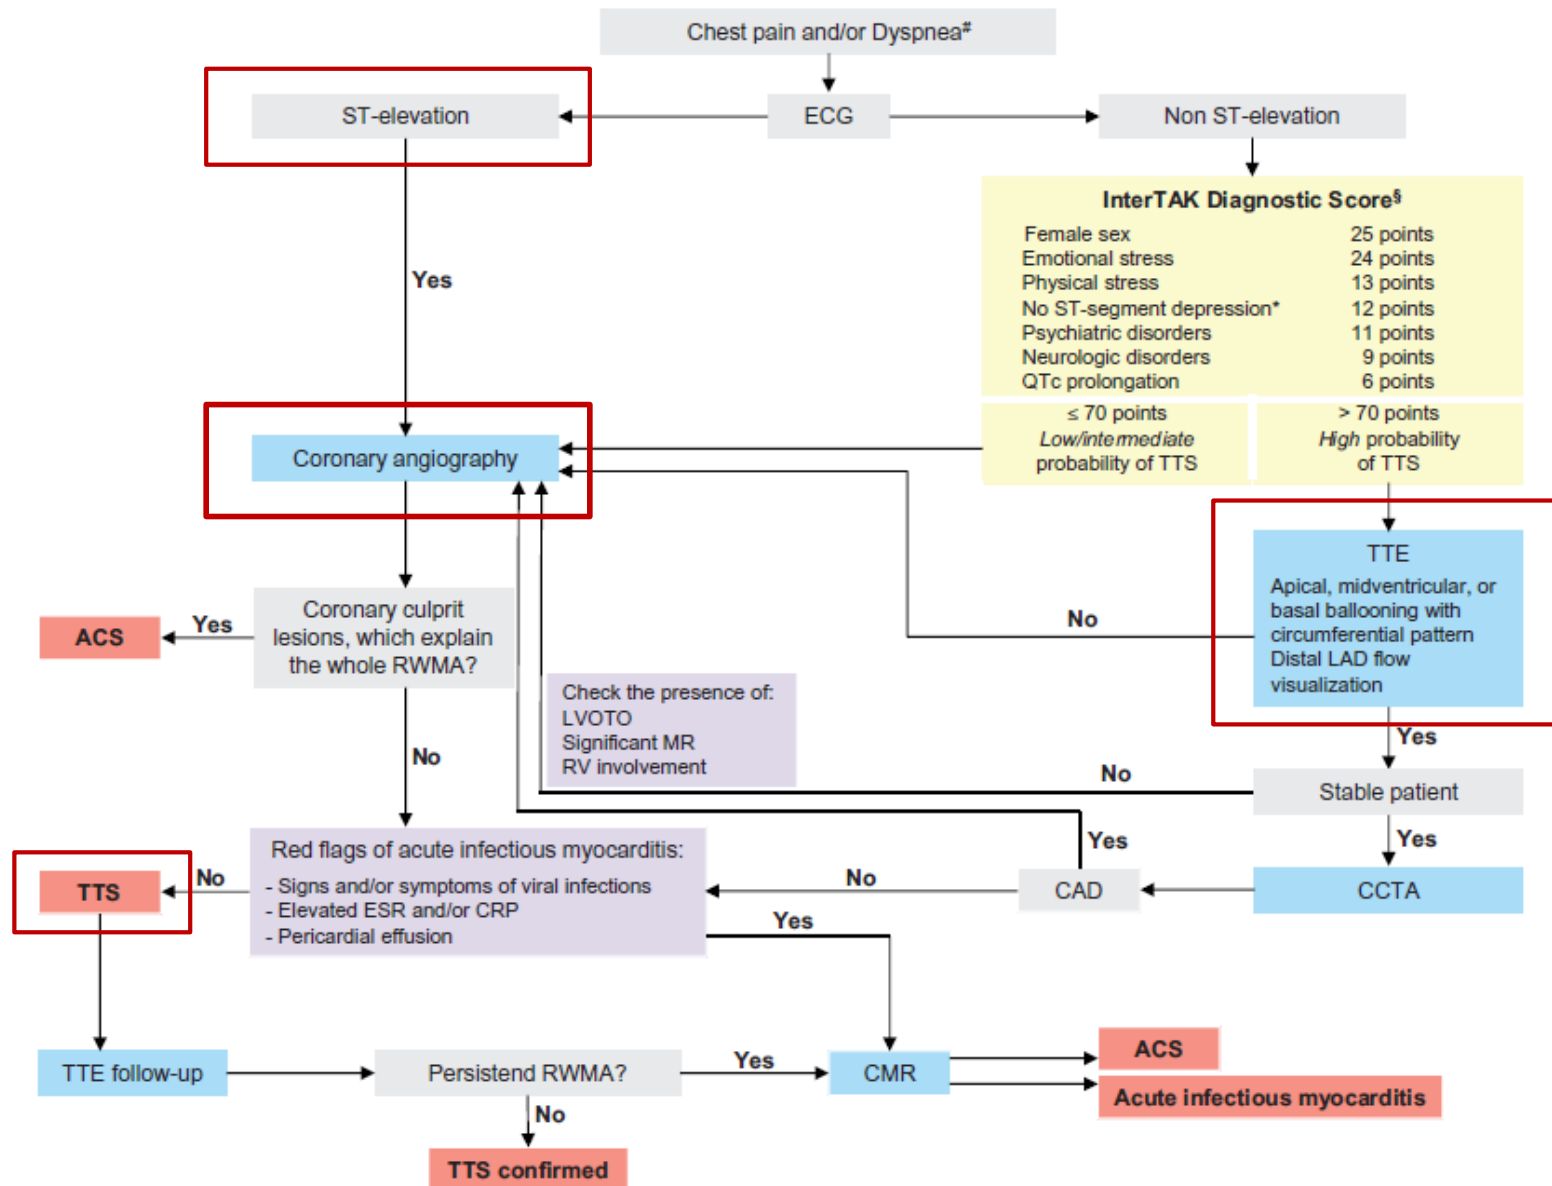 Chest pain and/or Dyspnea#
ST-elevation
ECG
Non ST-elevation
InterTAK Diagnostic Score§
Female sex 25 points
Emotional stress 24 points
Physical stress 13 points
No ST-segment depression* 12 points
Psychiatric disorders 11 points
Neurologic disorders 9 points
QTc prolongation 6 points
≤ 70 points
Low/intermediate
probability of TTS
> 70 points
High probability
of TTS
Yes
Coronary angiography
TTE
Apical, midventricular, or
basal ballooning with
circumferential pattern
Distal LAD flow
visualization
No
ACS
Yes
Coronary culprit
lesions, which explain
the whole RWMA?
Check the presence of:
LVOTO
Significant MR
RV involvement
No
Yes
No
Stable patient
Yes
Yes
Red flags of acute infectious myocarditis:
- Signs and/or symptoms of viral infections
- Elevated ESR and/or CRP
- Pericardial effusion
TTS
No
No
CAD
CCTA
Yes
TTE follow-up
Persistend RWMA?
Yes
CMR
ACS
Acute infectious myocarditis
No
TTS confirmed